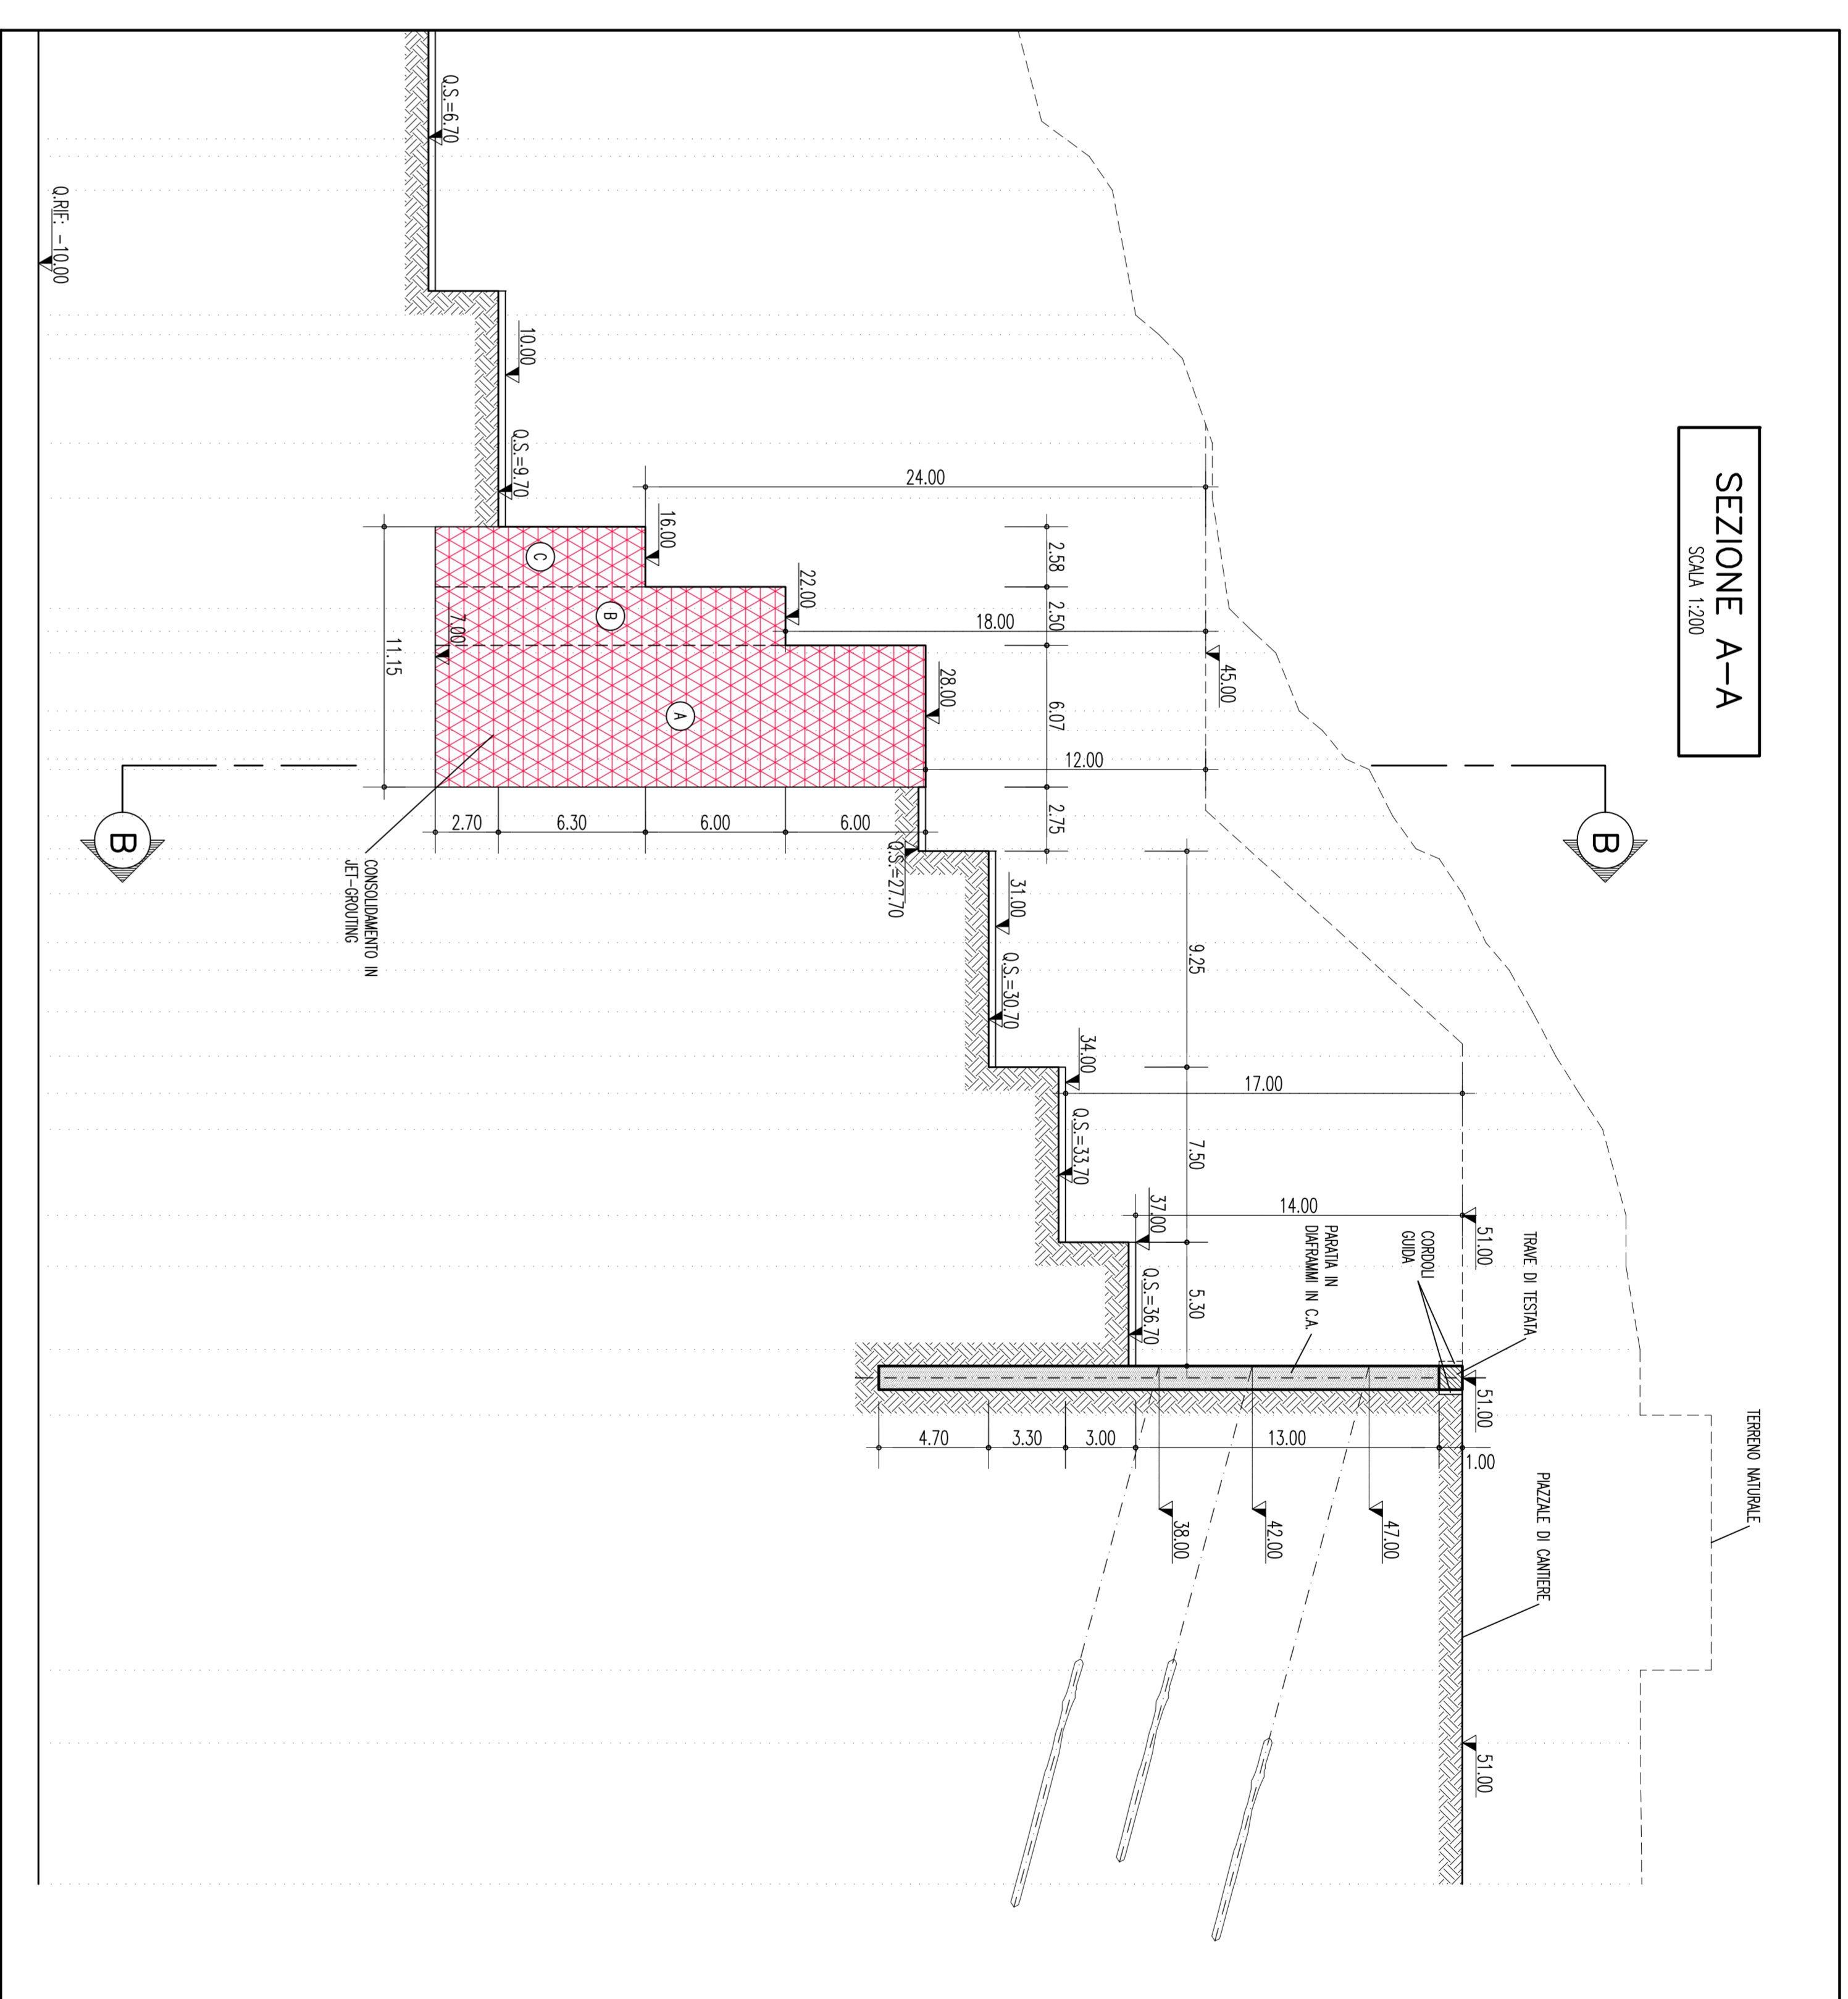 SEZIONE A-A
SCALA 1:200
TERRENO NATURALE
PIAZZALE DI CANTIERE
TRAVE DI TESTATA
CORDOLI
GUIDA
PARATIA IN
DIAFRAMMI IN C.A.
51.00
51.00
51.00
47.00
42.00
38.00
1.00
13.00
3.00
3.30
4.70
14.00
17.00
9.25
7.50
5.30
37.00
Q.S.=36.70
34.00
Q.S.=33.70
31.00
Q.S.=30.70
45.00
24.00
18.00
12.00
2.58
2.50
6.07
2.75
28.00
Q.S.=27.70
22.00
16.00
A
B
C
7.00
6.00
6.00
6.30
2.70
11.15
10.00
Q.S.=9.70
Q.S.=6.70
CONSOLIDAMENTO IN
JET-GROUTING
B
B
Q.RIF: -10.00